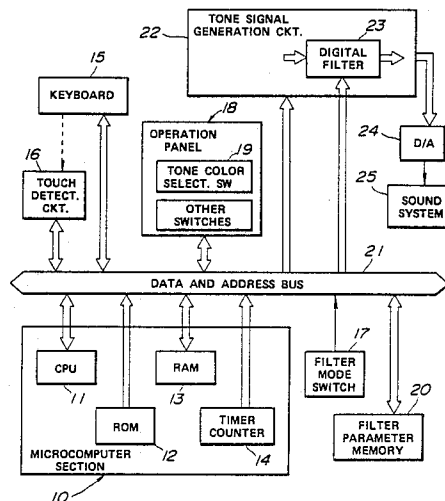 TONE SIGNAL
GENERATION CKT.
23
22
DIGITAL
FILTER
15
KEYBOARD
18
OPERATION
PANEL
19
TONE COLOR
SELECT. SW
OTHER
SWITCHES
16
TOUCH
DETECT.
CKT.
24
D/A
25
SOUND
SYSTEM
21
DATA AND ADDRESS BUS
17
CPU
11
RAM
13
FILTER
MODE
SWITCH
ROM
12
TIMER
COUNTER
14
20
FILTER
PARAMETER
MEMORY
MICROCOMPUTER
SECTION
10